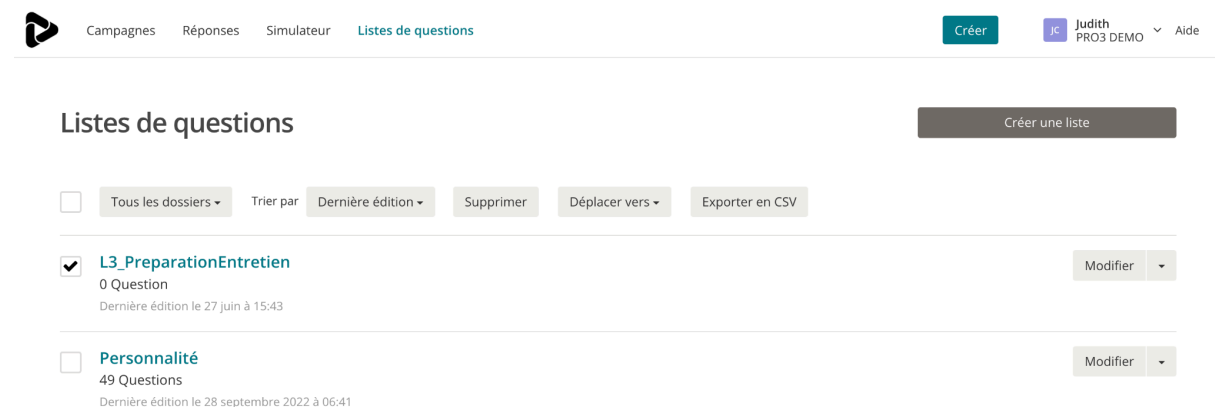 Campagnes Réponses Simulateur Listes de questions Créer JC Judith Aide
PRO3 DEMO
Listes de questions Créer une liste
Tous les dossiers Trier par Dernière édition Supprimer Déplacer vers Exporter en CSV
L3_PreparationEntretien Modifier
0 Question
Dernière édition le 27 juin à 15:43
Personnalité Modifier
49 Questions
Dernière édition le 28 septembre 2022 à 06:41